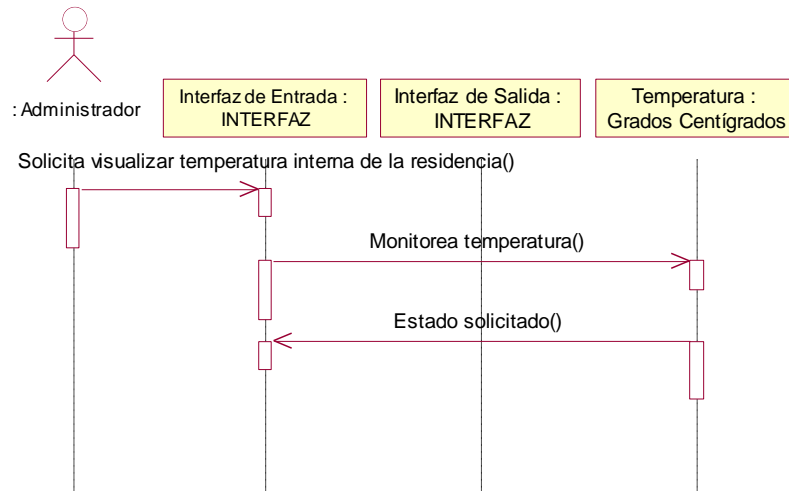 : Administrador
Interfaz de Entrada :
INTERFAZ
Interfaz de Salida :
INTERFAZ
Temperatura :
Grados Centígrados
Solicita visualizar temperatura interna de la residencia()
Monitorea temperatura()
Estado solicitado()